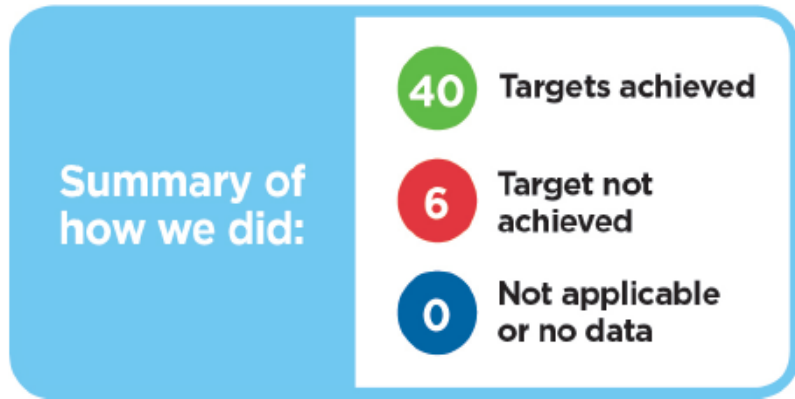 Summary of
how we did:
40
Targets achieved
6
Target not
achieved
0
Not applicable
or no data